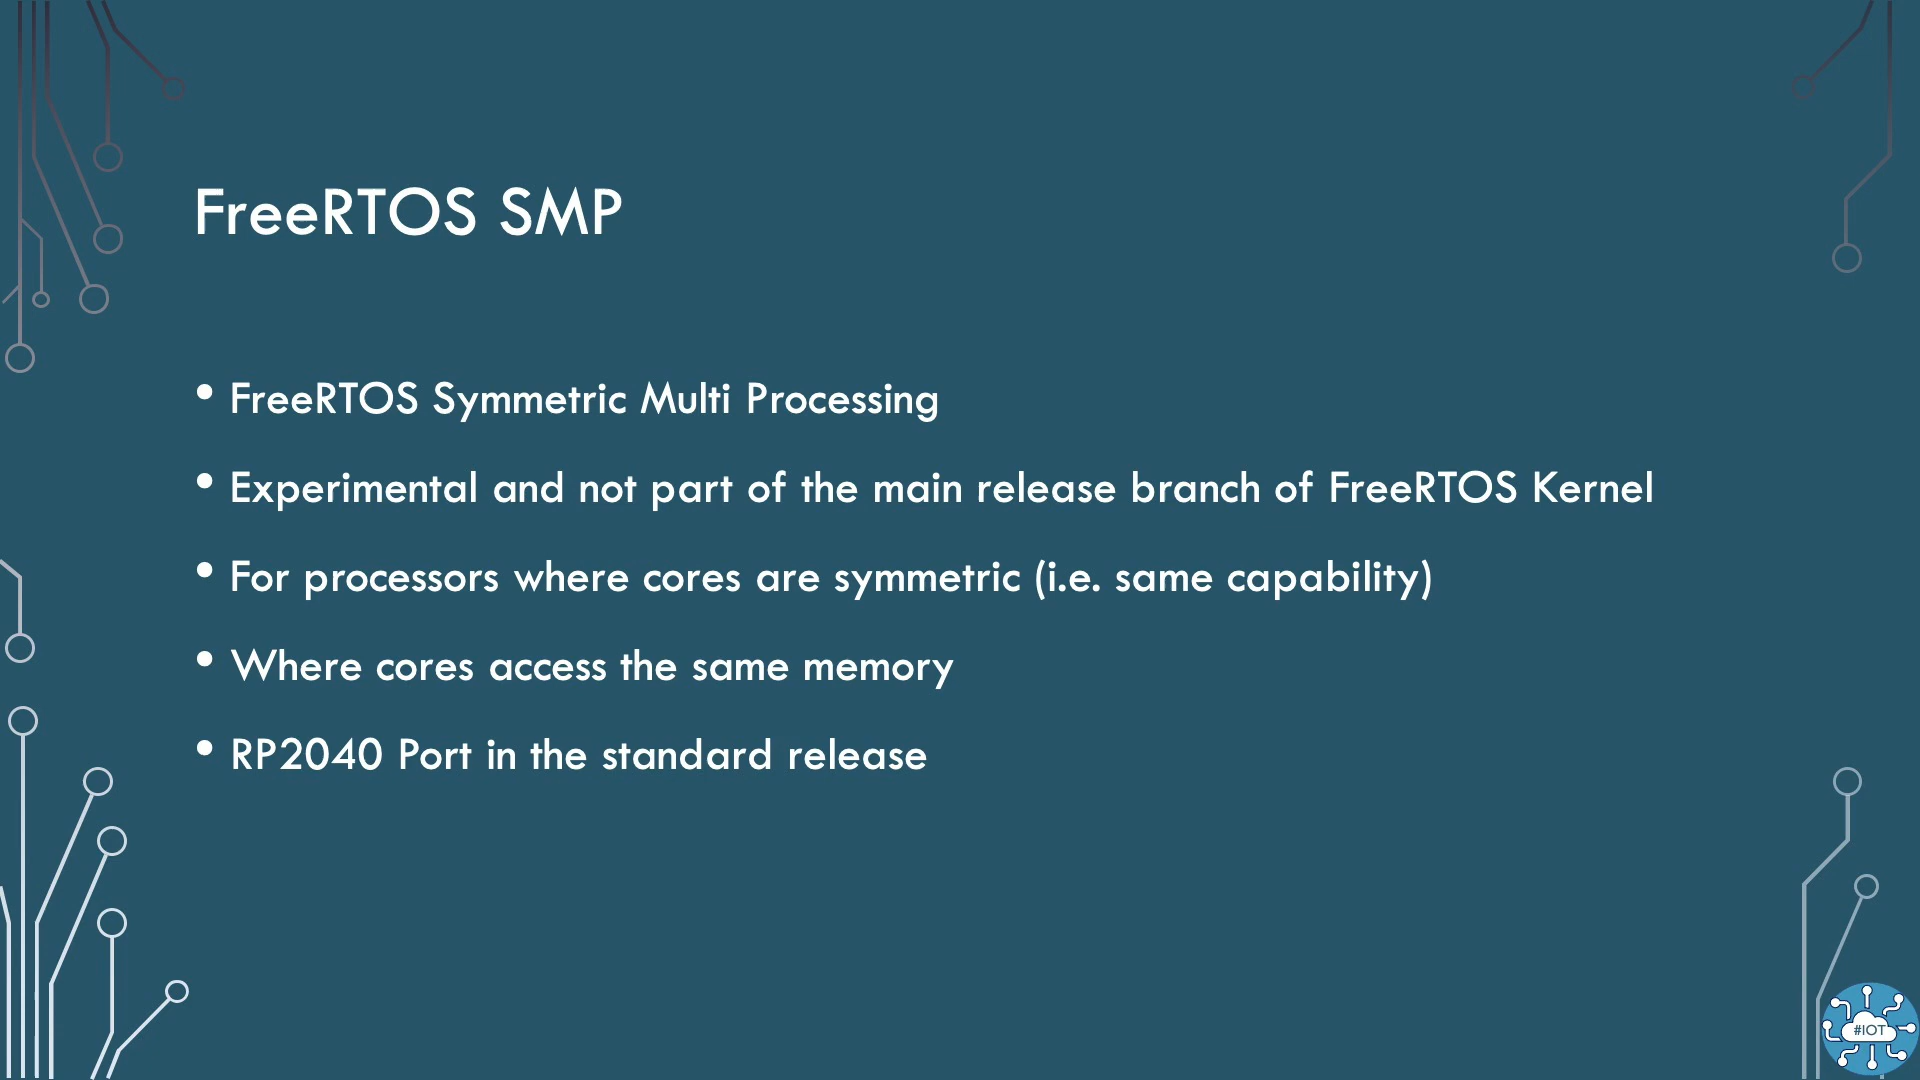 FreeRTOS SMP
• FreeRTOS Symmetric Multi Processing
• Experimental and not part of the main release branch of FreeRTOS Kernel
• For processors where cores are symmetric (i.e. same capability)
• Where cores access the same memory
• RP2040 Port in the standard release
#IOT